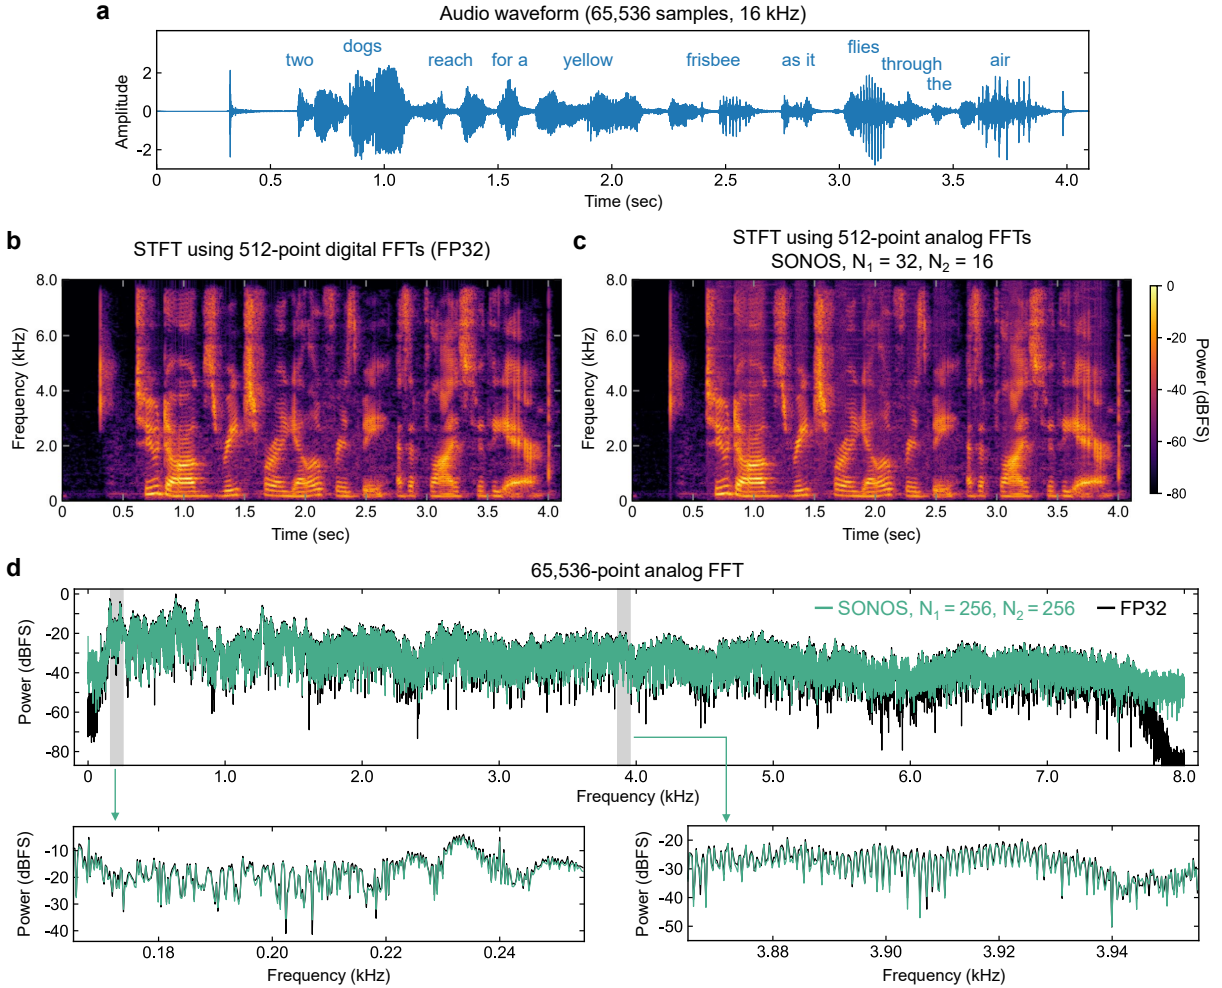 a
Audio waveform (65,536 samples, 16 kHz)
two
dogs
reach
for a
yellow
frisbee
as it
flies
through
the
air
Amplitude
2
0
-2
0
0.5
1.0
1.5
2.0
2.5
3.0
3.5
4.0
Time (sec)
b
STFT using 512-point digital FFTs (FP32)
Frequency (kHz)
8.0
6.0
4.0
2.0
0
0
0.5
1.0
1.5
2.0
2.5
3.0
3.5
4.0
Time (sec)
c
STFT using 512-point analog FFTs
SONOS, N₁ = 32, N₂ = 16
Frequency (kHz)
8.0
6.0
4.0
2.0
0
0
0.5
1.0
1.5
2.0
2.5
3.0
3.5
4.0
Time (sec)
0
-20
-40
-60
-80
Power (dBFS)
d
65,536-point analog FFT
SONOS, N₁ = 256, N₂ = 256
FP32
Power (dBFS)
0
-20
-40
-60
-80
0
1.0
2.0
3.0
4.0
5.0
6.0
7.0
8.0
Frequency (kHz)
Power (dBFS)
-10
-20
-30
-40
0.18
0.20
0.22
0.24
Frequency (kHz)
Power (dBFS)
-20
-30
-40
-50
3.88
3.90
3.92
3.94
Frequency (kHz)